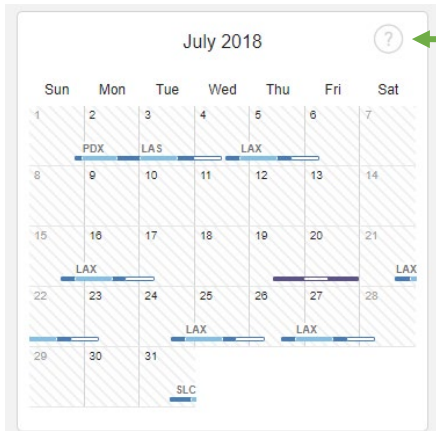 July 2018
?
Sun Mon Tue Wed Thu Fri Sat
1 2 3 4 5 6 7
PDX LAS LAX
8 9 10 11 12 13 14
15 16 17 18 19 20 21
LAX LAX
22 23 24 25 26 27 28
LAX LAX
29 30 31
SLC